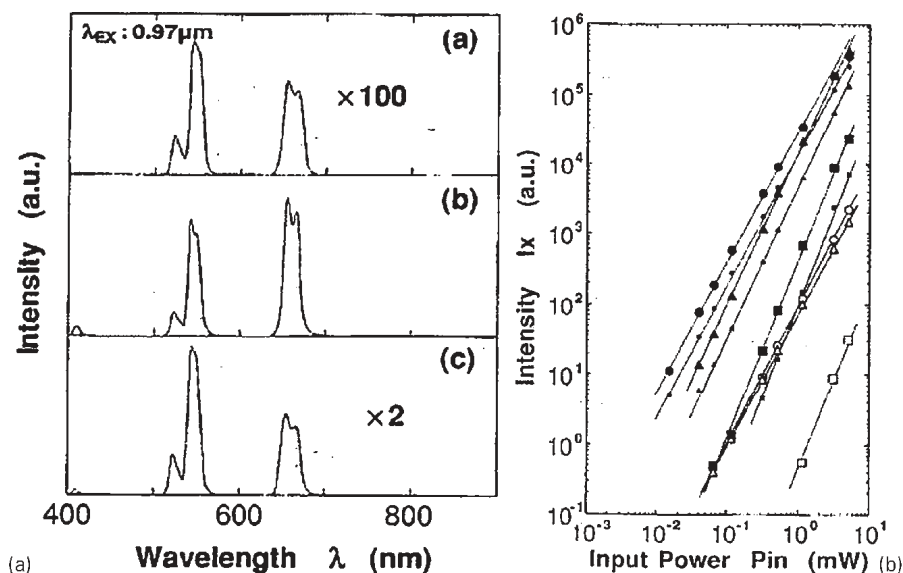 λEX : 0.97μm
(a)
×100
(b)
(c)
×2
Intensity (a.u.)
400
600
800
Wavelength λ (nm)
(a)
10^6
10^5
10^4
10^3
10^2
10^1
10^0
10^-1
Intensity Ix (a.u.)
10^-3
10^-2
10^-1
10^0
10^1
Input Power Pin (mW)
(b)